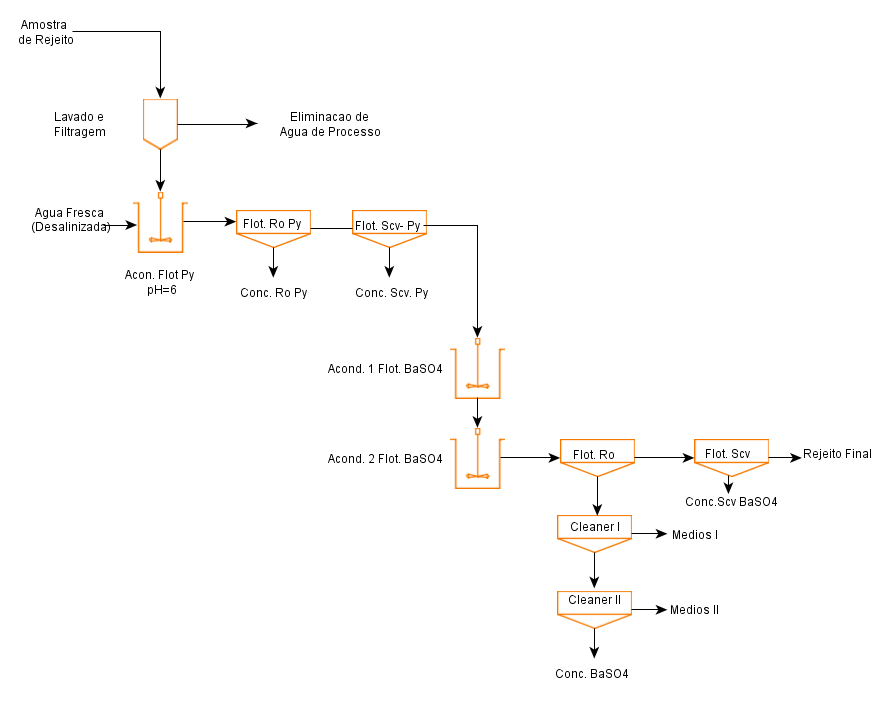 Amostra
de Rejeito
Lavado e
Filtragem
Eliminacao de
Agua de Processo
Agua Fresca
(Desalinizada)
Flot. Ro Py
Flot. Scv- Py
Acon. Flot Py
pH=6
Conc. Ro Py
Conc. Scv. Py
Acond. 1 Flot. BaSO4
Acond. 2 Flot. BaSO4
Flot. Ro
Flot. Scv
Rejeito Final
Conc.Scv BaSO4
Cleaner I
Medios I
Cleaner II
Medios II
Conc. BaSO4